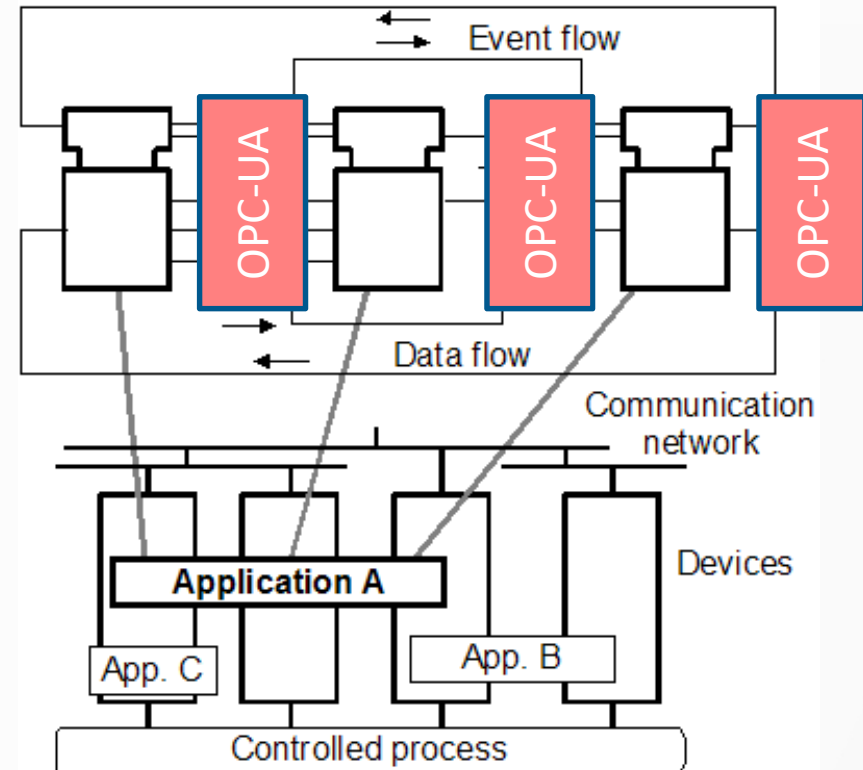 Event flow
OPC-UA
OPC-UA
OPC-UA
Data flow
Communication
network
Devices
Application A
App. C
App. B
Controlled process